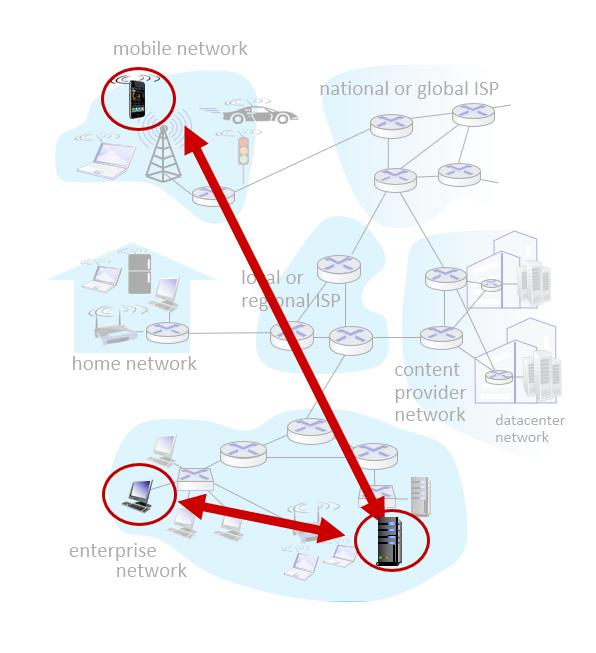 mobile network
national or global ISP
local or
regional ISP
home network
content
provider
network
datacenter
network
enterprise
network